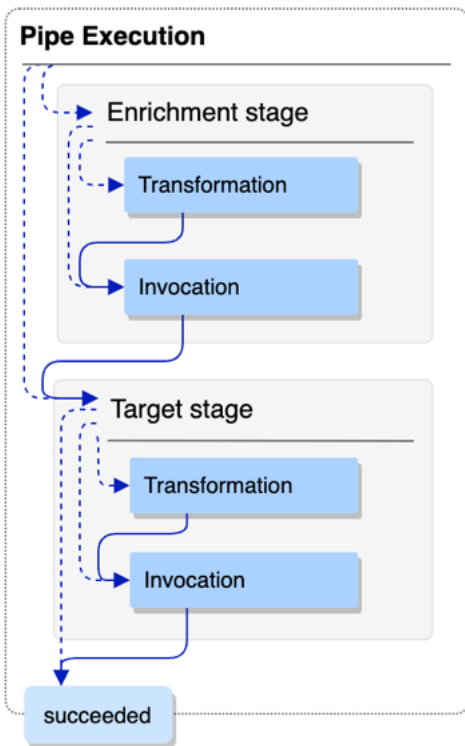 Pipe Execution
Enrichment stage
Transformation
Invocation
Target stage
Transformation
Invocation
succeeded